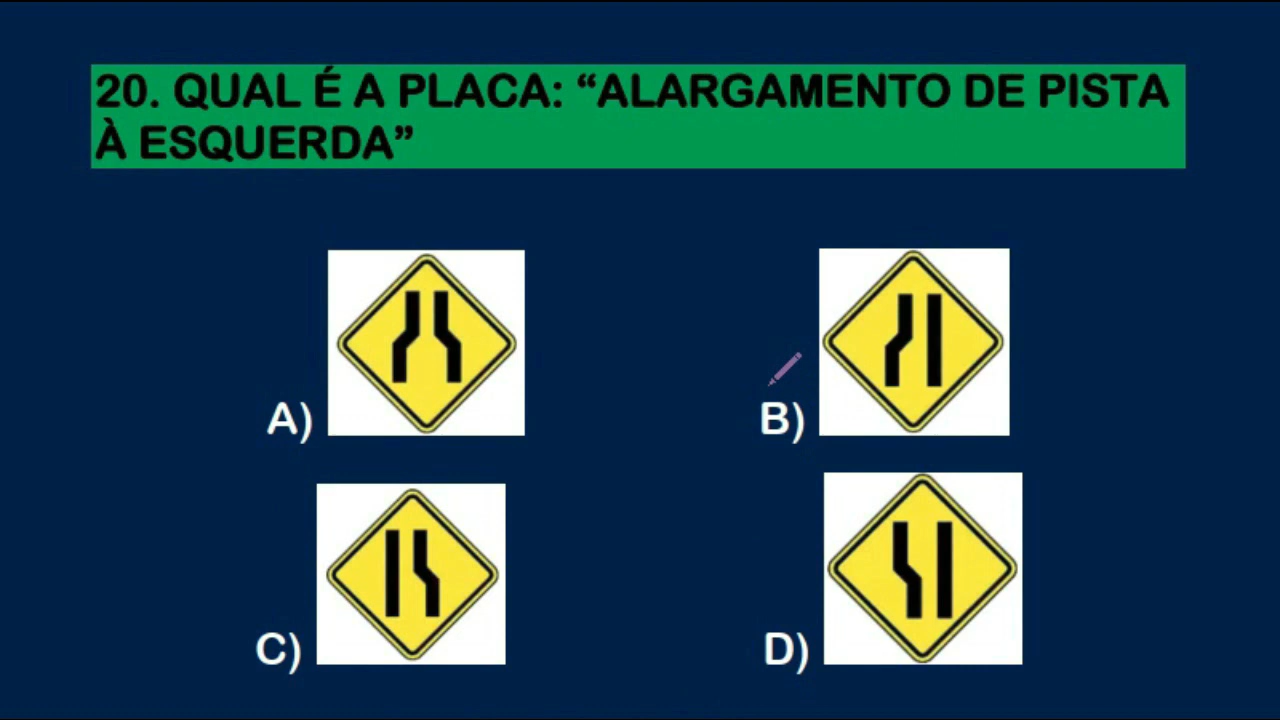 20. QUAL É A PLACA: “ALARGAMENTO DE PISTA
À ESQUERDA”
A)
B)
C)
D)